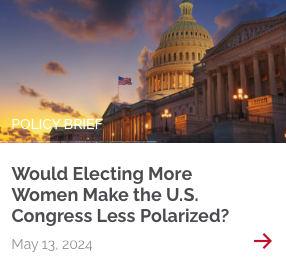 POLICY BRIEF
Would Electing More
Women Make the U.S.
Congress Less Polarized?
May 13, 2024